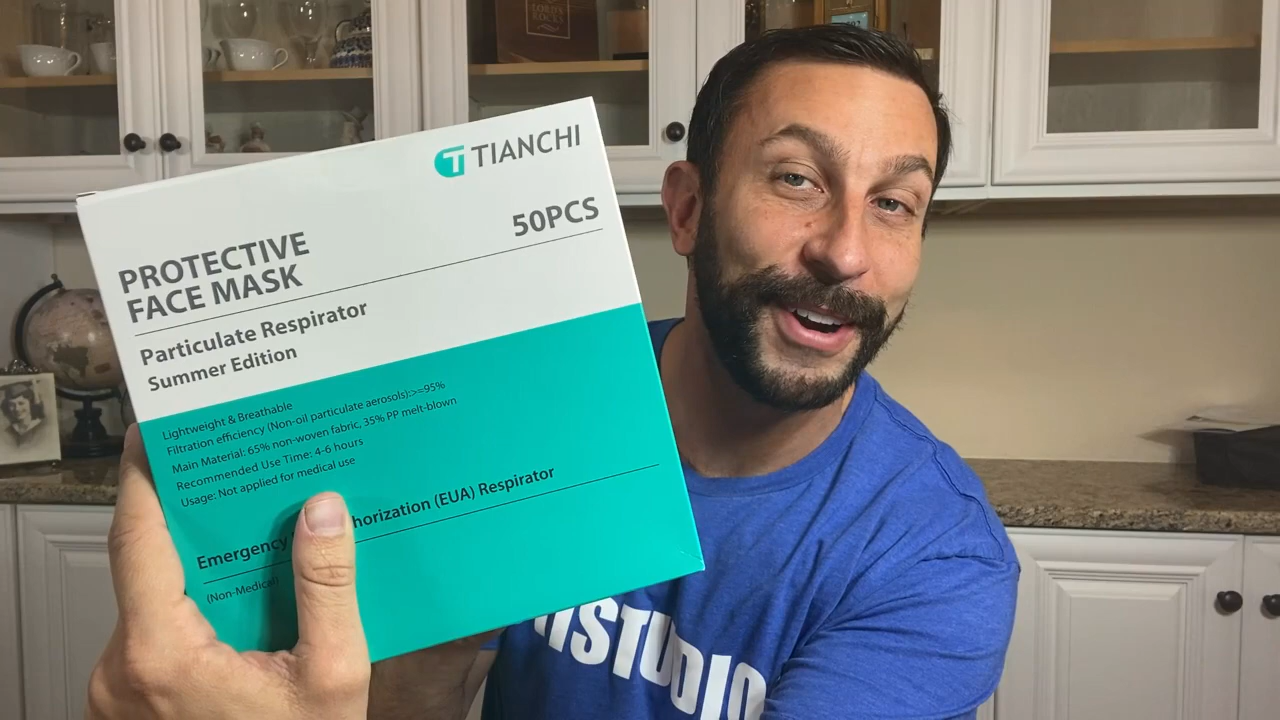 TIANCHI
50PCS
PROTECTIVE
FACE MASK
Particulate Respirator
Summer Edition
Lightweight & Breathable
Filtration efficiency (Non-oil particulate aerosols):>=95%
Main Material: 65% non-woven fabric, 35% PP melt-blown
Recommended Use Time: 4-6 hours
Usage: Not applied for medical use
Emergency horization (EUA) Respirator
(Non-Medical)